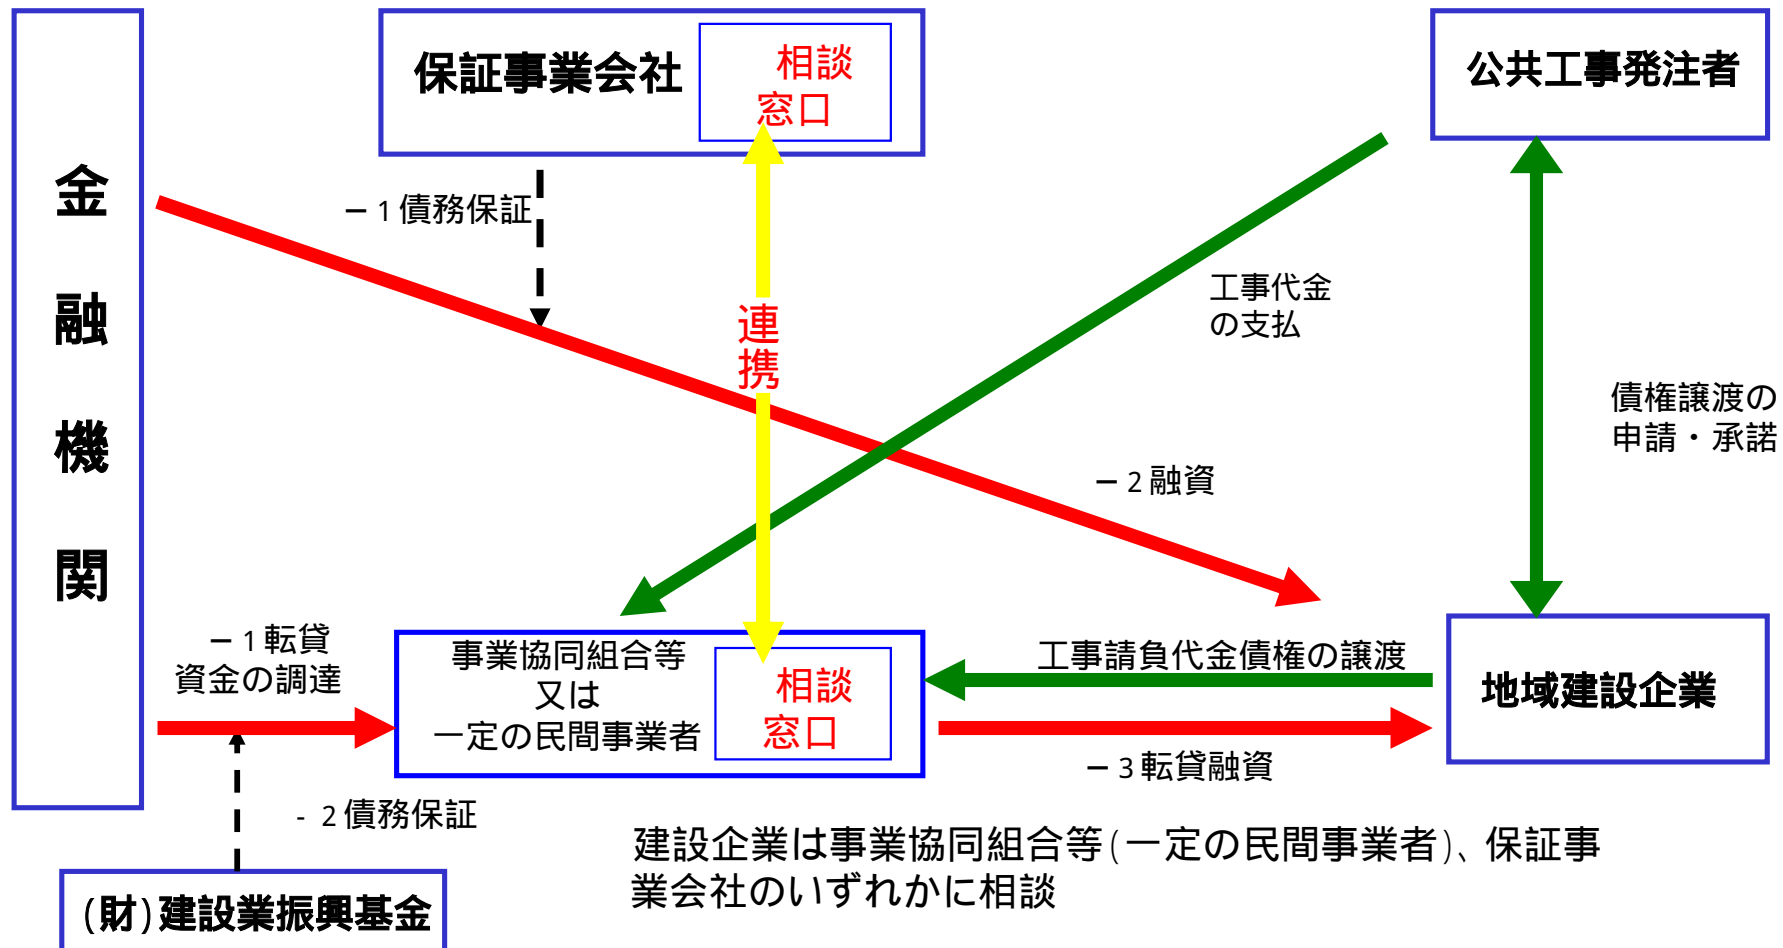 金融機関
保証事業会社
相談
窓口
公共工事発注者
－1債務保証
連携
工事代金
の支払
債権譲渡の
申請・承諾
－2融資
－1転貸
資金の調達
事業協同組合等
又は
一定の民間事業者
相談
窓口
工事請負代金債権の譲渡
地域建設企業
－3転貸融資
- 2債務保証
建設企業は事業協同組合等(一定の民間事業者)、保証事
業会社のいずれかに相談
(財)建設業振興基金